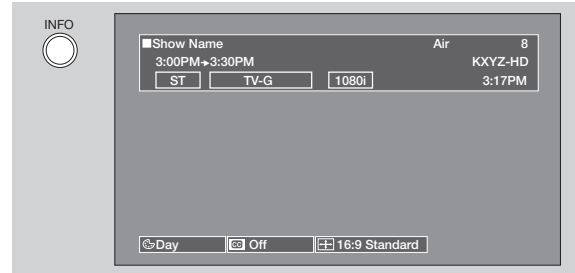 INFO
■Show Name Air 8
3:00PM→3:30PM KXYZ-HD
ST TV-G 1080i 3:17PM
Day CC Off 16:9 Standard